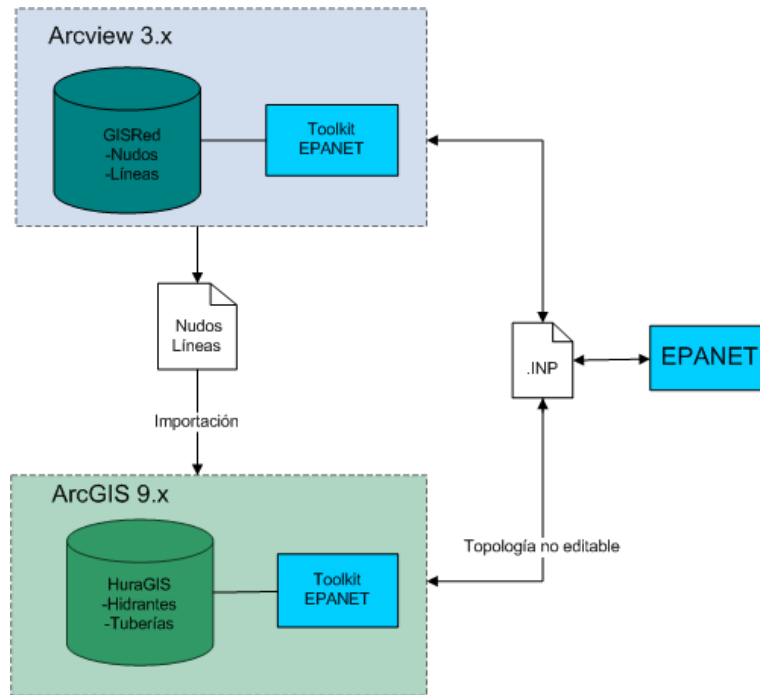 Arcview 3.x
GISRed
-Nudos
-Líneas
Toolkit
EPANET
Nudos
Líneas
.INP
EPANET
Importación
ArcGIS 9.x
Topología no editable
HuraGIS
-Hidrantes
-Tuberías
Toolkit
EPANET